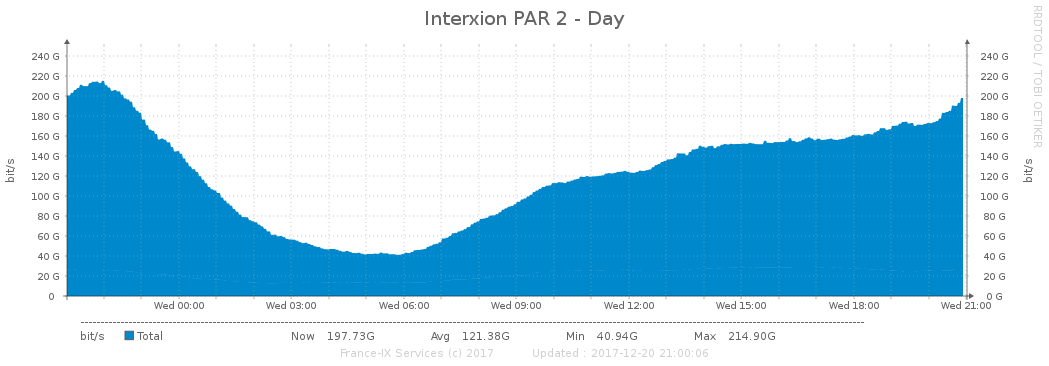 Interxion PAR 2 - Day
RRDTOOL / TOBI OETIKER
240 G 240 G
220 G 220 G
200 G 200 G
180 G 180 G
160 G 160 G
140 G 140 G
120 G 120 G
100 G 100 G
80 G 80 G
60 G 60 G
40 G 40 G
20 G 20 G
0 0 G
bit/s
bit/s
Wed 00:00 Wed 03:00 Wed 06:00 Wed 09:00 Wed 12:00 Wed 15:00 Wed 18:00 Wed 21:00
bit/s Total Now 197.73G Avg 121.38G Min 40.94G Max 214.90G
France-IX Services (c) 2017 Updated : 2017-12-20 21:00:06